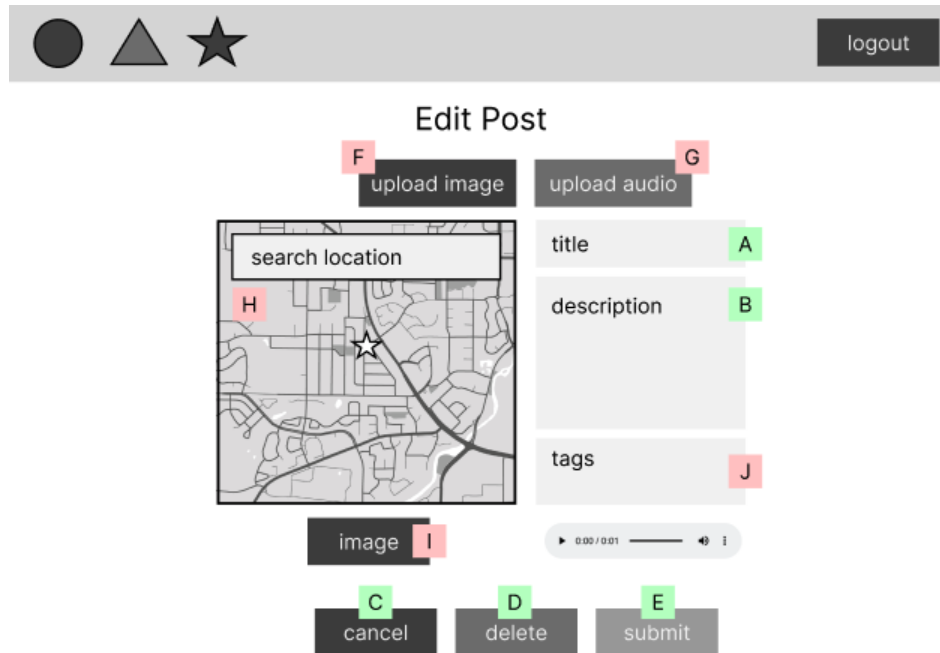 logout
Edit Post
F
G
upload image
upload audio
title
A
search location
H
description
B
tags
J
image
I
0:00 / 0:01
C
D
E
cancel
delete
submit